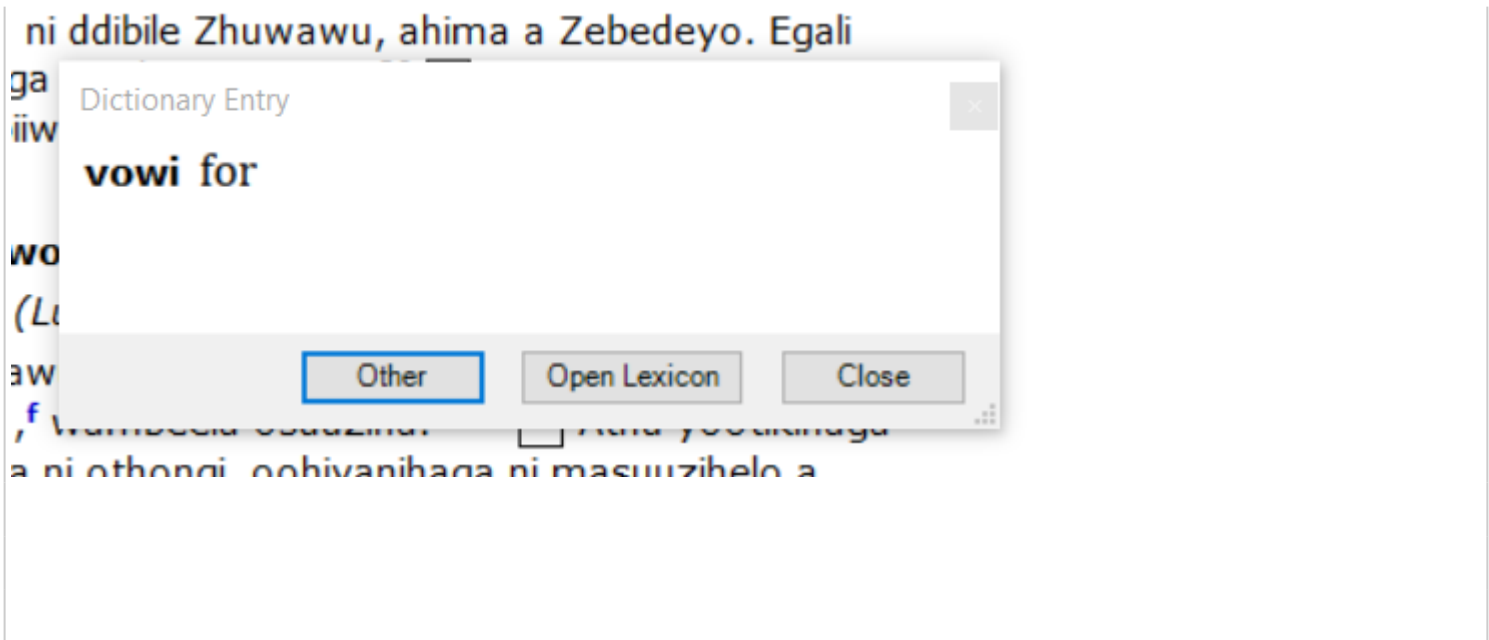 ni ddibile Zhuwawu, ahima a Zebedeyo. Egali
ga
iiw
Dictionary Entry
vowi for
wo
(Lu
aw
Other
Open Lexicon
Close
,f
a ni othongi, oohivanihaga ni masuuzihelo a